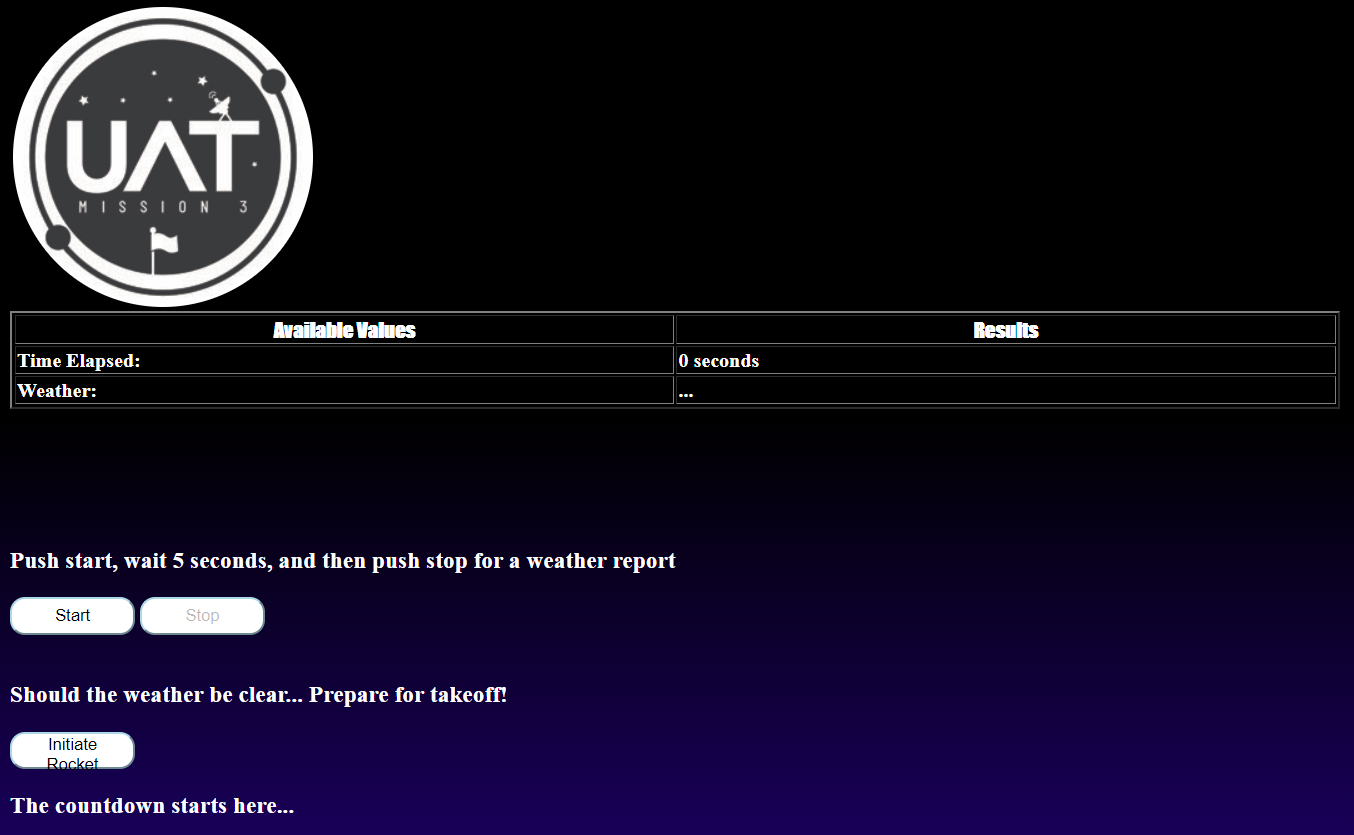 UAT
MISSION 3
Available Values Results
Time Elapsed: 0 seconds
Weather: ...
Push start, wait 5 seconds, and then push stop for a weather report
Start Stop
Should the weather be clear... Prepare for takeoff!
Initiate
Rocket
The countdown starts here...